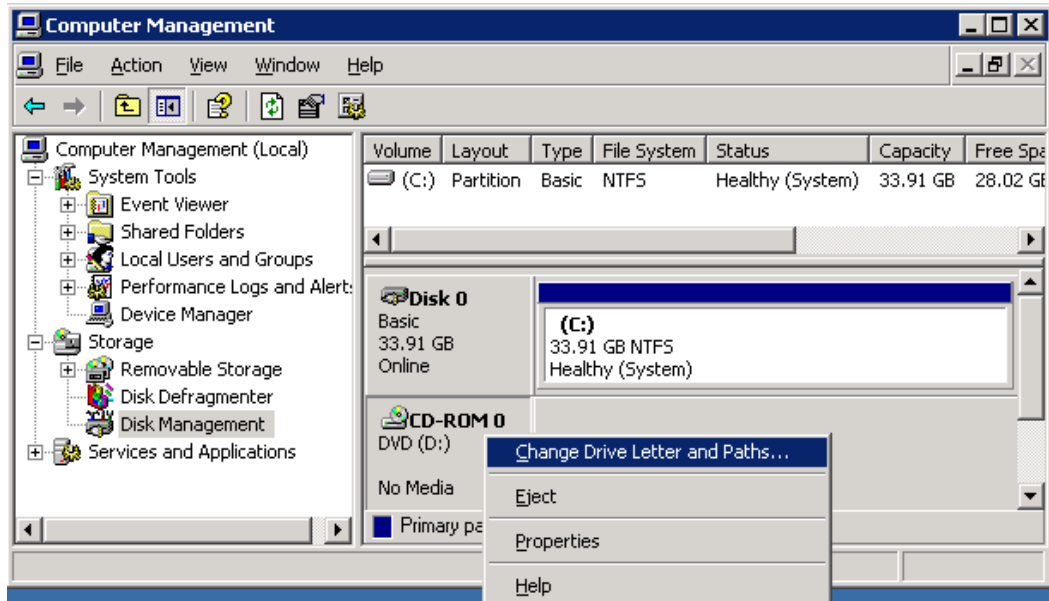 Computer Management
File Action View Window Help
Computer Management (Local)
System Tools
Event Viewer
Shared Folders
Local Users and Groups
Performance Logs and Alert
Device Manager
Storage
Removable Storage
Disk Defragmenter
Disk Management
Services and Applications
Volume Layout Type File System Status Capacity Free Spa
(C:) Partition Basic NTFS Healthy (System) 33.91 GB 28.02 GB
Disk 0
Basic
33.91 GB
Online
(C:)
33.91 GB NTFS
Healthy (System)
CD-ROM 0
DVD (D:)
No Media
Primary pa
Change Drive Letter and Paths...
Eject
Properties
Help